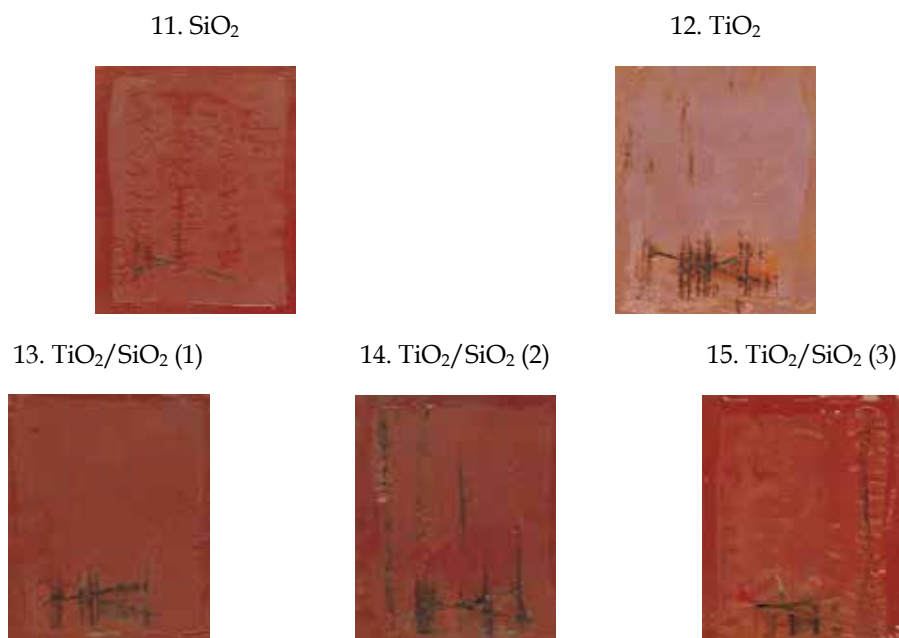 11. SiO₂
12. TiO₂
13. TiO₂/SiO₂ (1)
14. TiO₂/SiO₂ (2)
15. TiO₂/SiO₂ (3)